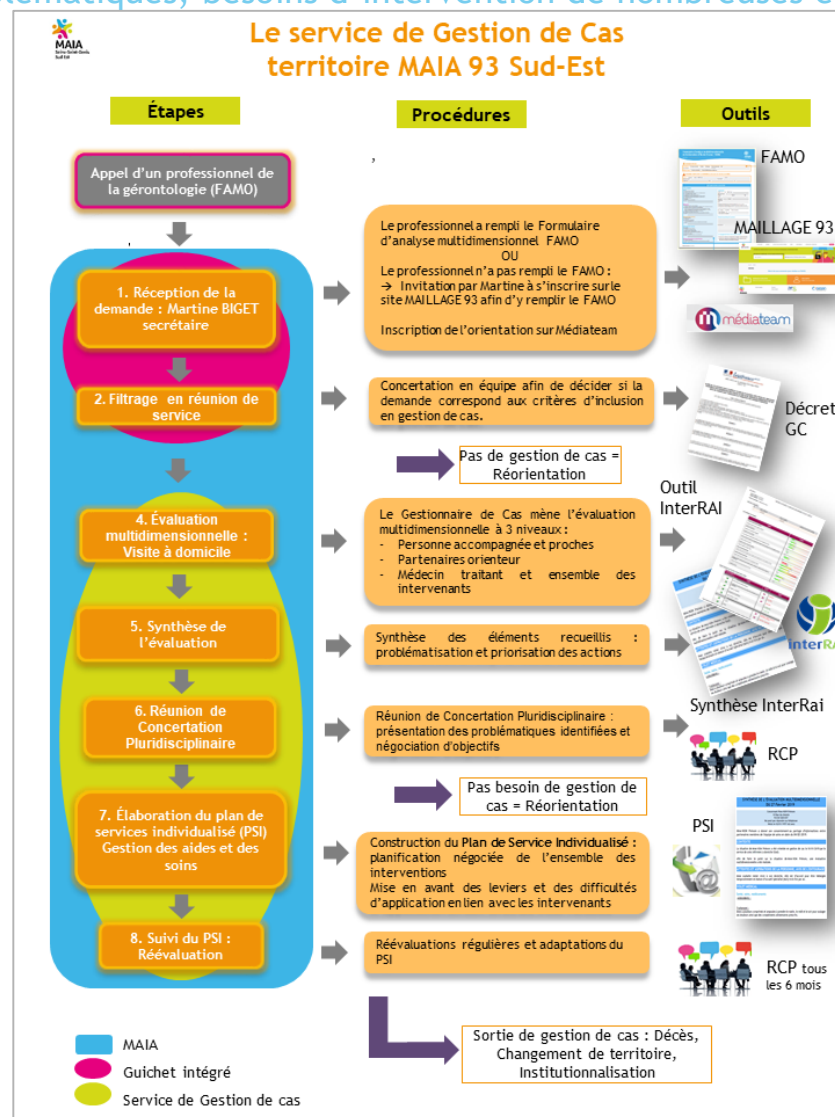 blématiques, besoins d'intervention de nombreuses e
MAIA
Le service de Gestion de Cas
territoire MAIA 93 Sud-Est
Étapes
Procédures
Outils
Appel d'un professionnel de
la gérontologie (FAMO)
,
FAMO
Le professionnel a rempli le Formulaire
d'analyse multidimensionnel FAMO
OU
Le professionnel n'a pas rempli le FAMO :
→ Invitation par Martine à s'inscrire sur le
site MAILLAGE 93 afin d'y remplir le FAMO
Inscription de l'orientation sur Médiateam
MAILLAGE 93
médiateam
1. Réception de la
demande : Martine BIGET
secrétaire
2. Filtrage en réunion de
service
Concertation en équipe afin de décider si la
demande correspond aux critères d'inclusion
en gestion de cas.
Décret
GC
Pas de gestion de cas =
Réorientation
4. Évaluation
multidimensionnelle :
Visite à domicile
Le Gestionnaire de Cas mène l'évaluation
multidimensionnelle à 3 niveaux :
- Personne accompagnée et proches
- Partenaires orienteur
- Médecin traitant et ensemble des
intervenants
Outil
InterRAI
5. Synthèse de
l'évaluation
Synthèse des éléments recueillis :
problématisation et priorisation des actions
interRA
Synthèse InterRai
6. Réunion de
Concertation
Pluridisciplinaire
Réunion de Concertation Pluridisciplinaire :
présentation des problématiques identifiées et
négociation d'objectifs
RCP
Pas besoin de gestion de
cas = Réorientation
7. Élaboration du plan de
services individualisé (PSI)
Gestion des aides et des
soins
Construction du Plan de Service Individualisé :
planification négociée de l'ensemble des
interventions
Mise en avant des leviers et des difficultés
d'application en lien avec les intervenants
PSI
8. Suivi du PSI :
Réévaluation
Réévaluations régulières et adaptations du
PSI
RCP tous
les 6 mois
Sortie de gestion de cas : Décès,
Changement de territoire,
Institutionnalisation
MAIA
Guichet intégré
Service de Gestion de cas